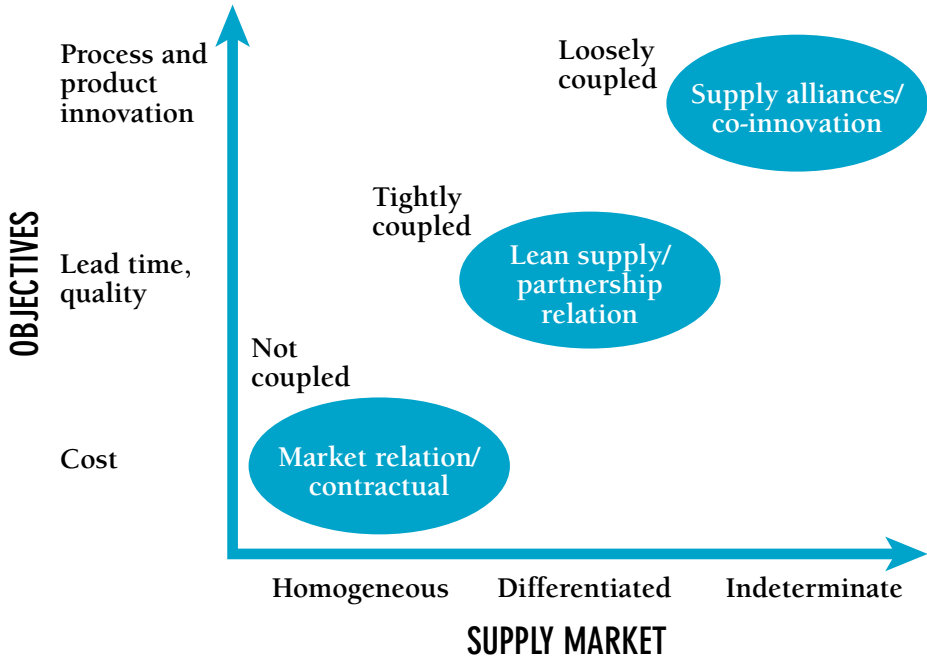 Process and
product
innovation
Loosely
coupled
Supply alliances/
co-innovation
Tightly
coupled
OBJECTIVES
Lead time,
quality
Lean supply/
partnership
relation
Not
coupled
Cost
Market relation/
contractual
Homogeneous
Differentiated
Indeterminate
SUPPLY MARKET